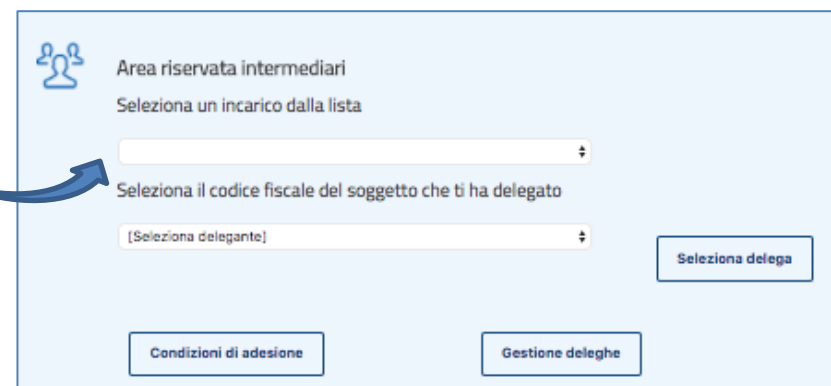 Area riservata intermediari
Seleziona un incarico dalla lista
Seleziona il codice fiscale del soggetto che ti ha delegato
[Seleziona delegante]
Seleziona delega
Condizioni di adesione
Gestione deleghe